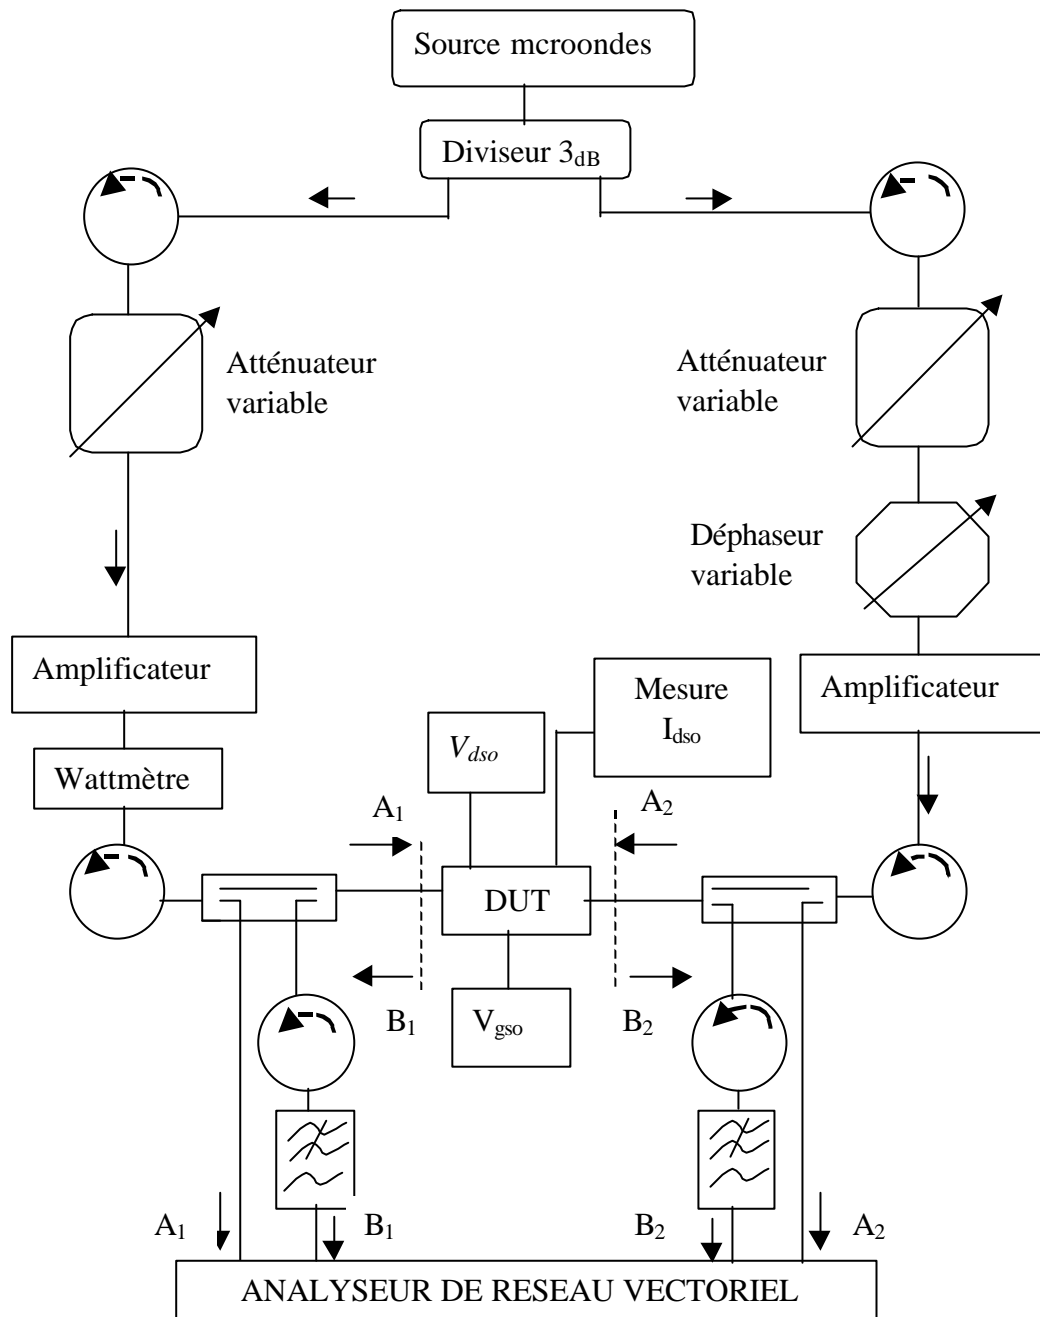 Source mcroondes
Diviseur 3dB
Atténuateur
variable
Atténuateur
variable
Déphaseur
variable
Amplificateur
Mesure
Idso
Amplificateur
Vdso
Wattmètre
A1
A2
DUT
B1
Vgso
B2
A1
B1
B2
A2
ANALYSEUR DE RESEAU VECTORIEL